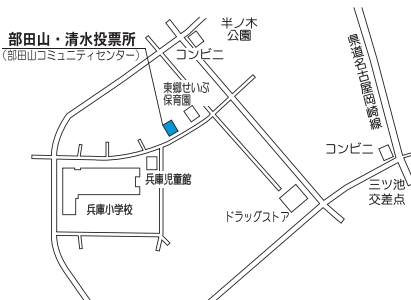 半ノ木
公園
部田山・清水投票所
(部田山コミュニティセンター)
コンビニ
県道名古屋岡崎線
東郷せいぶ
保育園
コンビニ
兵庫児童館
三ツ池
交差点
兵庫小学校
ドラッグストア